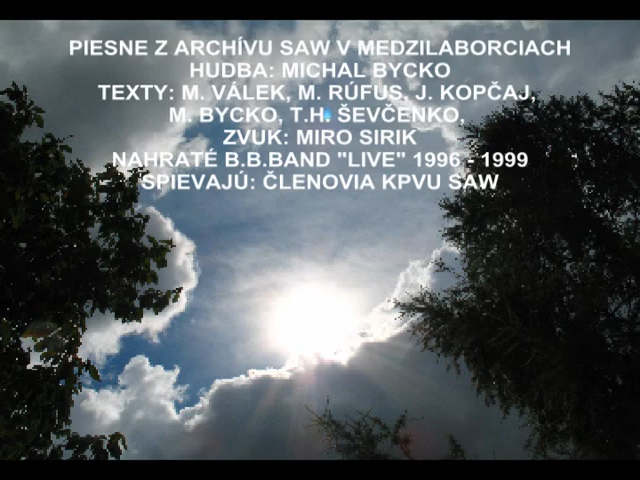 PIESNE Z ARCHÍVU SAW V MEDZILABORCIACH
HUDBA: MICHAL BYCKO
TEXTY: M. VÁLEK, M. RÚFUS, J. KOPČAJ,
M. BYCKO, T.H. ŠEVČENKO,
ZVUK: MIRO SIRIK
NAHRATÉ B.B.BAND "LIVE" 1996 - 1999
SPIEVAJÚ: ČLENOVIA KPVU SAW